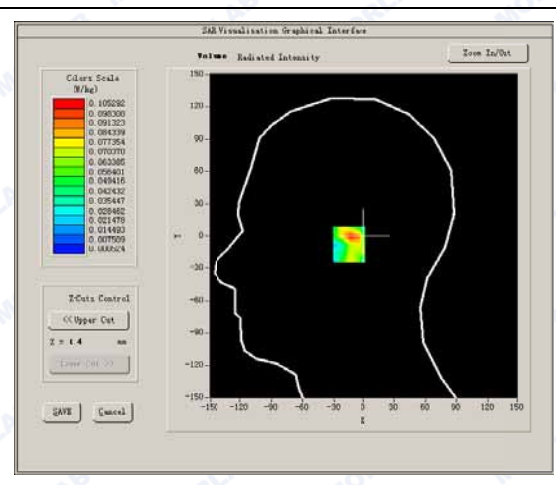 SAR Visualisation Graphical Interface
Volume Radiated Intensity
Zoom In/Out
Colors Scale
(W/kg)
0.105292
0.098308
0.091323
0.084339
0.077354
0.070370
0.063385
0.056401
0.049416
0.042432
0.035447
0.028462
0.021478
0.014493
0.007509
0.000524
Z-Cuts Control
<< Upper Cut
Z = 1.4 mm
Lower Cut >>
SAVE Cancel
150
120
90
60
30
Y 0
-30
-60
-90
-120
-150
-150 -120 -90 -60 -30 0 30 60 90 120 150
X